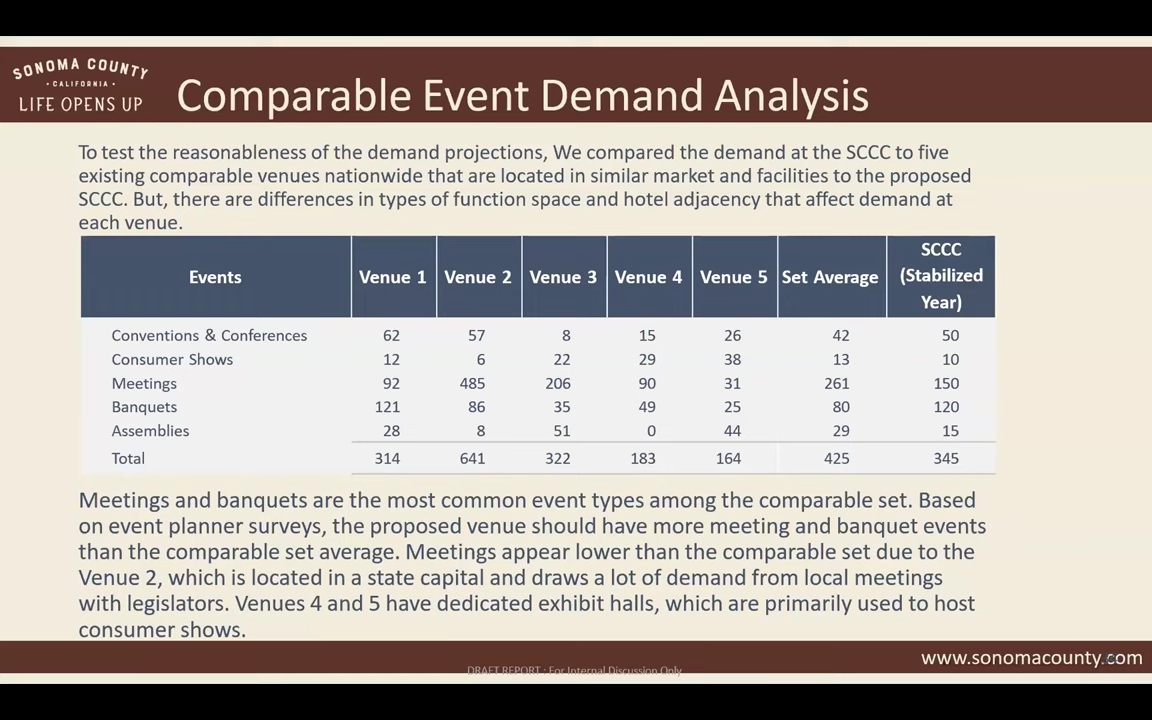 SONOMA COUNTY
• CALIFORNIA •
LIFE OPENS UP
Comparable Event Demand Analysis
To test the reasonableness of the demand projections, We compared the demand at the SCCC to five
existing comparable venues nationwide that are located in similar market and facilities to the proposed
SCCC. But, there are differences in types of function space and hotel adjacency that affect demand at
each venue.
Events Venue 1 Venue 2 Venue 3 Venue 4 Venue 5 Set Average SCCC (Stabilized Year)
Conventions & Conferences 62 57 8 15 26 42 50
Consumer Shows 12 6 22 29 38 13 10
Meetings 92 485 206 90 31 261 150
Banquets 121 86 35 49 25 80 120
Assemblies 28 8 51 0 44 29 15
Total 314 641 322 183 164 425 345
Meetings and banquets are the most common event types among the comparable set. Based
on event planner surveys, the proposed venue should have more meeting and banquet events
than the comparable set average. Meetings appear lower than the comparable set due to the
Venue 2, which is located in a state capital and draws a lot of demand from local meetings
with legislators. Venues 4 and 5 have dedicated exhibit halls, which are primarily used to host
consumer shows.
www.sonomacounty.com
DRAFT REPORT : For Internal Discussion Only